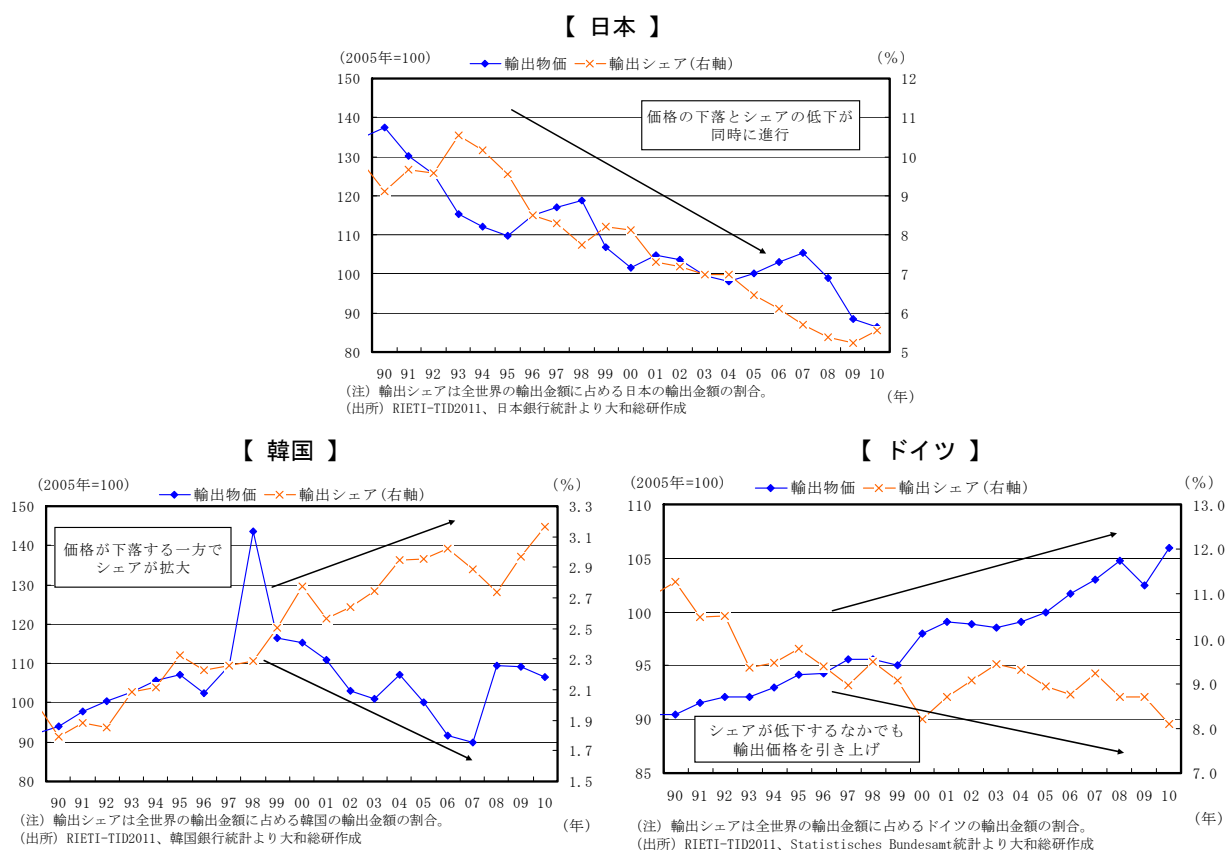 【 日本 】
(2005年=100)
輸出物価 輸出シェア(右軸)
(%)
150
140
130
120
110
100
90
80
12
11
10
9
8
7
6
5
価格の下落とシェアの低下が
同時に進行
90 91 92 93 94 95 96 97 98 99 00 01 02 03 04 05 06 07 08 09 10
(年)
(注) 輸出シェアは全世界の輸出金額に占める日本の輸出金額の割合。
(出所) RIETI-TID2011、日本銀行統計より大和総研作成
【 韓国 】
(2005年=100)
輸出物価 輸出シェア(右軸)
(%)
150
140
130
120
110
100
90
80
3.3
3.1
2.9
2.7
2.5
2.3
2.1
1.9
1.7
1.5
価格が下落する一方で
シェアが拡大
90 91 92 93 94 95 96 97 98 99 00 01 02 03 04 05 06 07 08 09 10
(年)
(注) 輸出シェアは全世界の輸出金額に占める韓国の輸出金額の割合。
(出所) RIETI-TID2011、韓国銀行統計より大和総研作成
【 ドイツ 】
(2005年=100)
輸出物価 輸出シェア(右軸)
(%)
110
105
100
95
90
85
13.0
12.0
11.0
10.0
9.0
8.0
7.0
シェアが低下するなかでも
輸出価格を引き上げ
90 91 92 93 94 95 96 97 98 99 00 01 02 03 04 05 06 07 08 09 10
(年)
(注) 輸出シェアは全世界の輸出金額に占めるドイツの輸出金額の割合。
(出所) RIETI-TID2011、Statistisches Bundesamt統計より大和総研作成